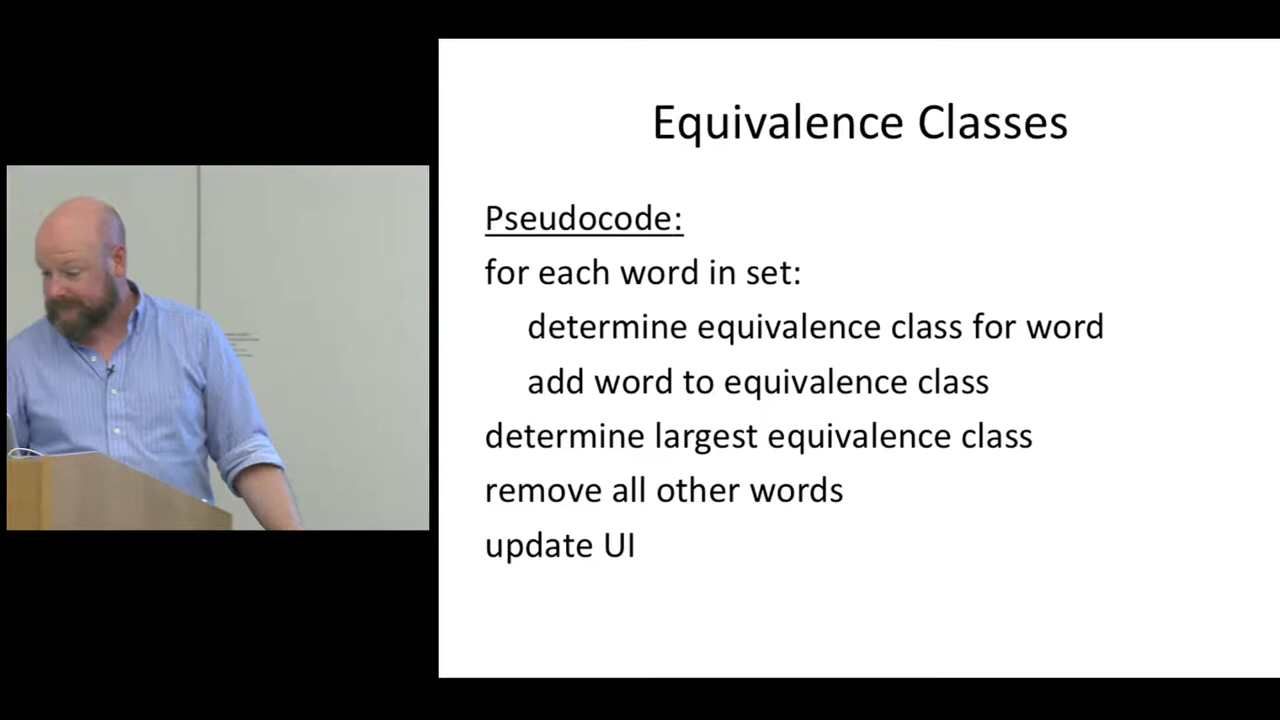 Equivalence Classes
Pseudocode:
for each word in set:
determine equivalence class for word
add word to equivalence class
determine largest equivalence class
remove all other words
update UI